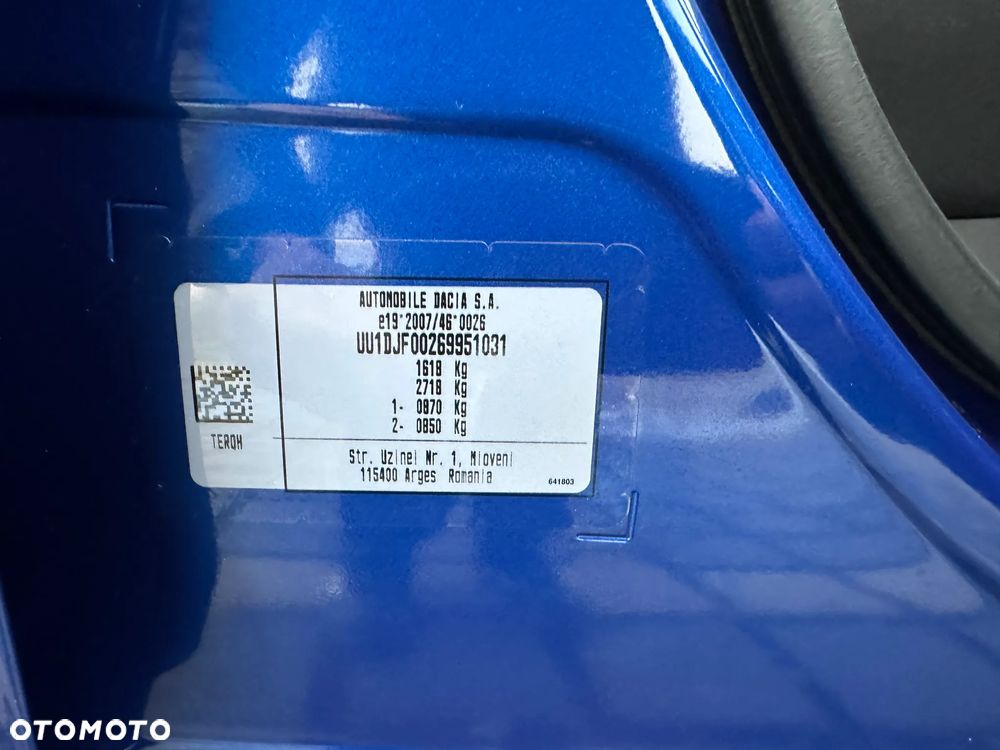 AUTOMOBILE DACIA S.A.
e19*2007/46*0026
UU1DJF00269951031
1618 Kg
2718 Kg
1- 0870 Kg
2- 0850 Kg
TERQH
Str. Uzinei Nr. 1, Mioveni
115400 Arges Romania
641803
OTOMOTO